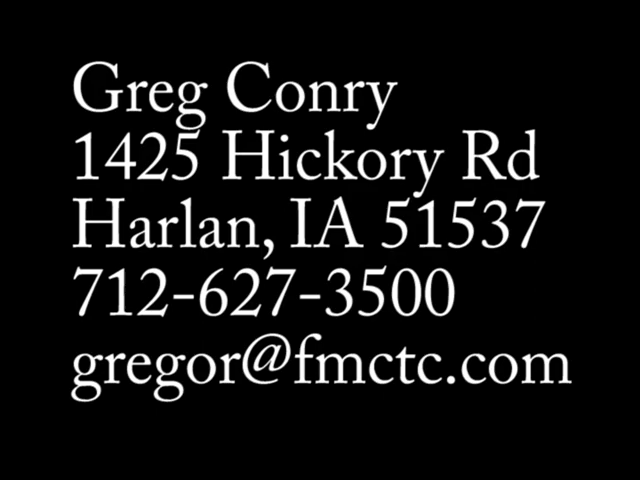 Greg Conry
1425 Hickory Rd
Harlan, IA 51537
712-627-3500
gregor@fmctc.com